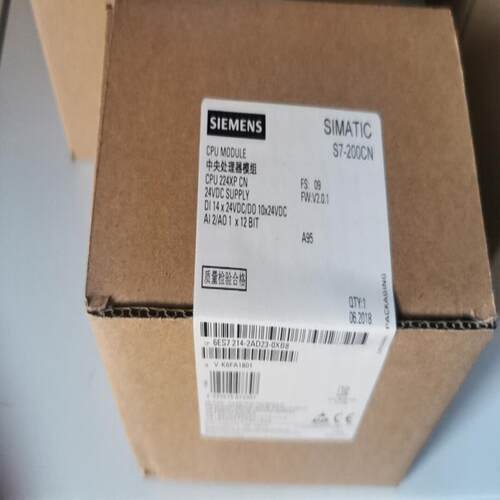 SIEMENS
SIMATIC
S7-200CN
CPU MODULE
中央处理器模组
CPU 224XP CN
24VDC SUPPLY
DI 14 x 24VDC/DO 10x24VDC
AI 2/AO 1 x 12 BIT
FS: 09
FW:V2.0.1
A95
质量检验合格
QTY:1
06.2018
PACKAGING
6ES7 214-2AD23-0XB8
V-K6FA1801